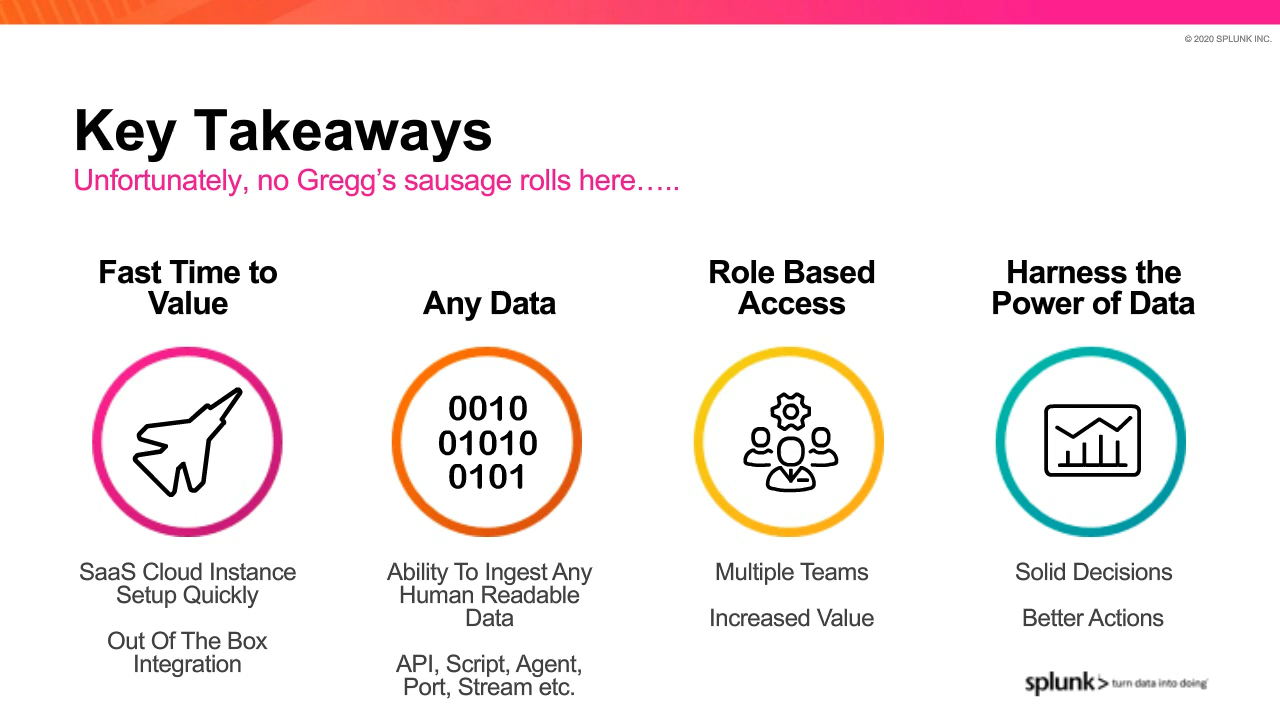 © 2020 SPLUNK INC.
Key Takeaways
Unfortunately, no Gregg’s sausage rolls here…..
Fast Time to
Value
SaaS Cloud Instance
Setup Quickly
Out Of The Box
Integration
Any Data
0010
01010
0101
Ability To Ingest Any
Human Readable
Data
API, Script, Agent,
Port, Stream etc.
Role Based
Access
Multiple Teams
Increased Value
Harness the
Power of Data
Solid Decisions
Better Actions
splunk> turn data into doing